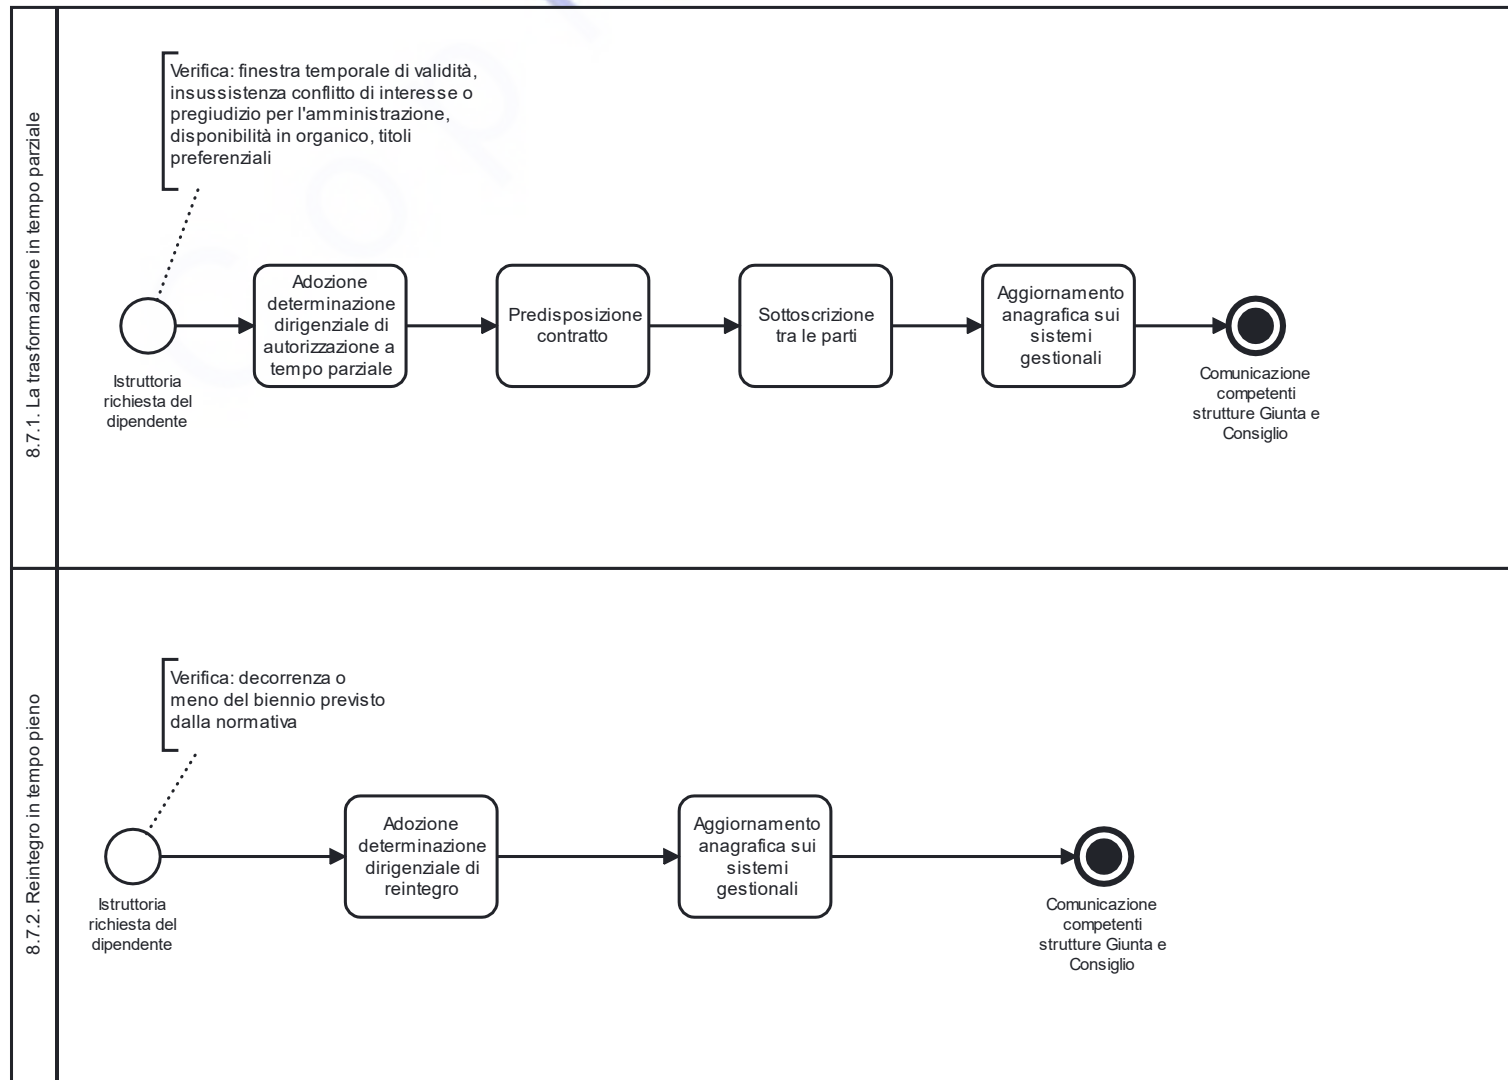 8.7.1. La trasformazione in tempo parziale
Verifica: finestra temporale di validità,
insussistenza conflitto di interesse o
pregiudizio per l'amministrazione,
disponibilità in organico, titoli
preferenziali
Istruttoria
richiesta del
dipendente
Adozione
determinazione
dirigenziale di
autorizzazione a
tempo parziale
Predisposizione
contratto
Sottoscrizione
tra le parti
Aggiornamento
anagrafica sui
sistemi
gestionali
Comunicazione
competenti
strutture Giunta e
Consiglio
8.7.2. Reintegro in tempo pieno
Verifica: decorrenza o
meno del biennio previsto
dalla normativa
Istruttoria
richiesta del
dipendente
Adozione
determinazione
dirigenziale di
reintegro
Aggiornamento
anagrafica sui
sistemi
gestionali
Comunicazione
competenti
strutture Giunta e
Consiglio